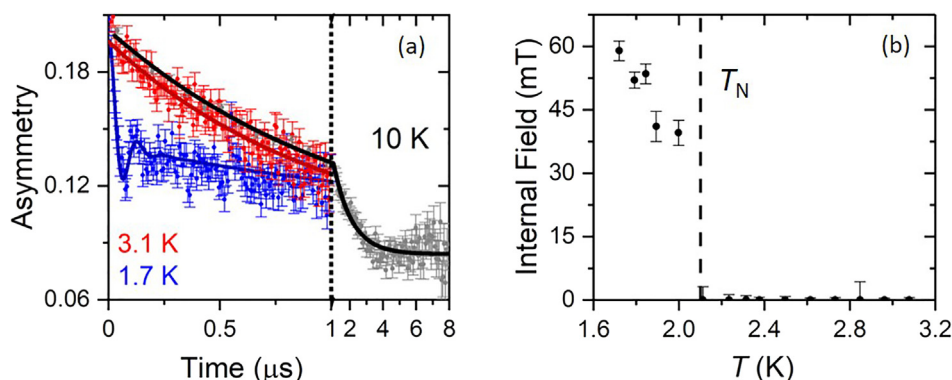 (a)
0.18
0.12
0.06
Asymmetry
10 K
3.1 K
1.7 K
0 0.5 1 2 4 6 8
Time (μs)
(b)
60
45
30
15
0
Internal Field (mT)
T_N
1.6 2.0 2.4 2.8 3.2
T (K)